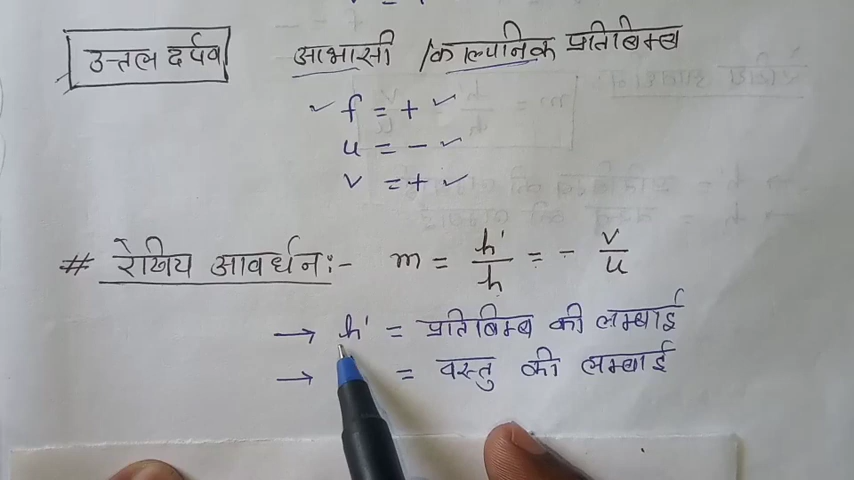 उत्तल दर्पण आभासी /काल्पनिक प्रतिबिम्ब
✓ f = + ✓
u = - ✓
v = + ✓
# रेखिय आवर्धन:- m = h'/h = - v/u
→ h' = प्रतिबिम्ब की लम्बाई
→ = वस्तु की लम्बाई